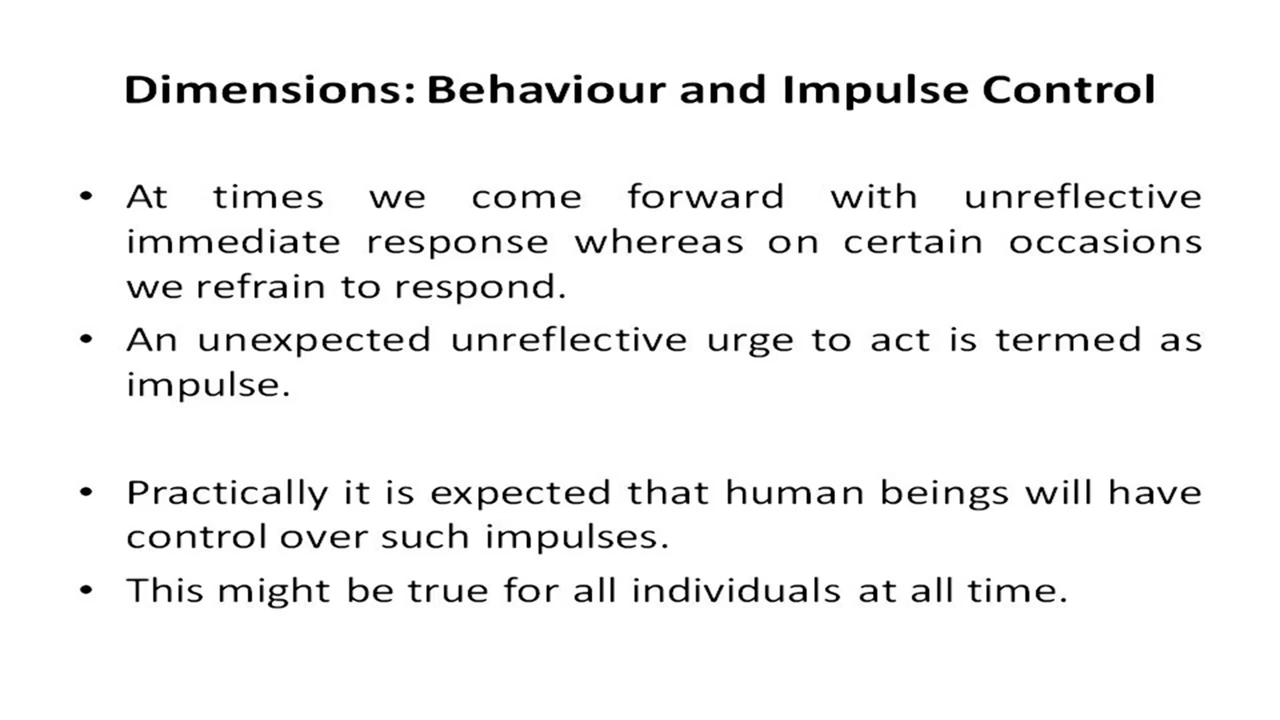 Dimensions: Behaviour and Impulse Control
• At times we come forward with unreflective
immediate response whereas on certain occasions
we refrain to respond.
• An unexpected unreflective urge to act is termed as
impulse.
• Practically it is expected that human beings will have
control over such impulses.
• This might be true for all individuals at all time.